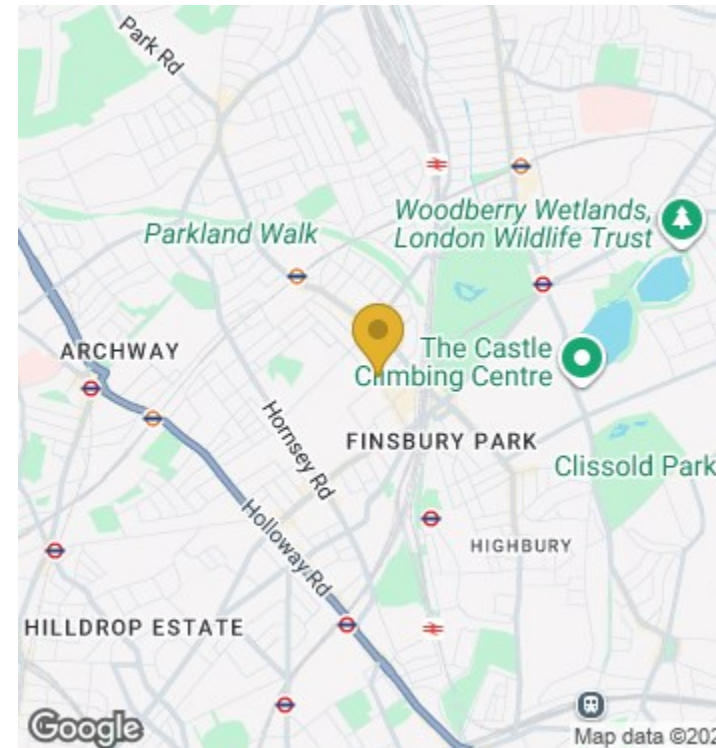 Park Rd
Woodberry Wetlands,
London Wildlife Trust
Parkland Walk
ARCHWAY
The Castle
Climbing Centre
Hornsey Rd
FINSBURY PARK
Clissold Park
HIGHBURY
Holloway Rd
HILLDROP ESTATE
Google
Map data ©202